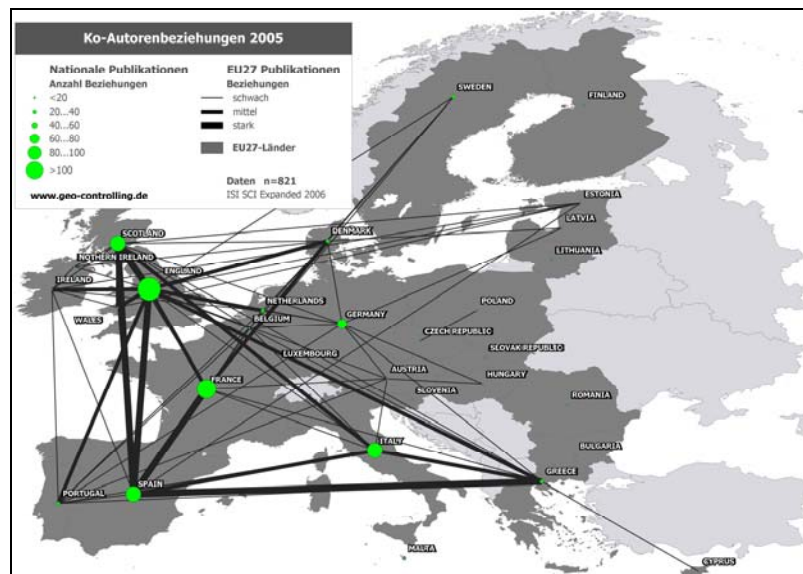 Ko-Autorenbeziehungen 2005
Nationale Publikationen
Anzahl Beziehungen
<20
20...40
40...60
60...80
80...100
>100
www.geo-controlling.de
EU27 Publikationen
Beziehungen
schwach
mittel
stark
EU27-Länder
Daten n=821
ISI SCI Expanded 2006
SWEDEN
FINLAND
ESTONIA
LATVIA
LITHUANIA
SCOTLAND
DENMARK
NOTHERN IRELAND
IRELAND
ENGLAND
WALES
NETHERLANDS
BELGIUM
GERMANY
POLAND
CZECH REPUBLIC
LUXEMBOURG
SLOVAK REPUBLIC
AUSTRIA
HUNGARY
FRANCE
SLOVENIA
ROMANIA
ITALY
BULGARIA
SPAIN
PORTUGAL
GREECE
MALTA
CYPRUS